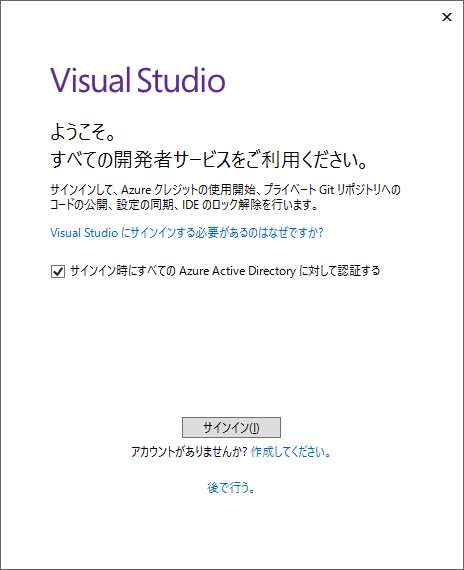 Visual Studio
ようこそ。
すべての開発者サービスをご利用ください。
サインインして、Azure クレジットの使用開始、プライベート Git リポジトリへの
コードの公開、設定の同期、IDE のロック解除を行います。
Visual Studio にサインインする必要があるのはなぜですか?
サインイン時にすべての Azure Active Directory に対して認証する
サインイン(I)
アカウントがありませんか? 作成してください。
後で行う。